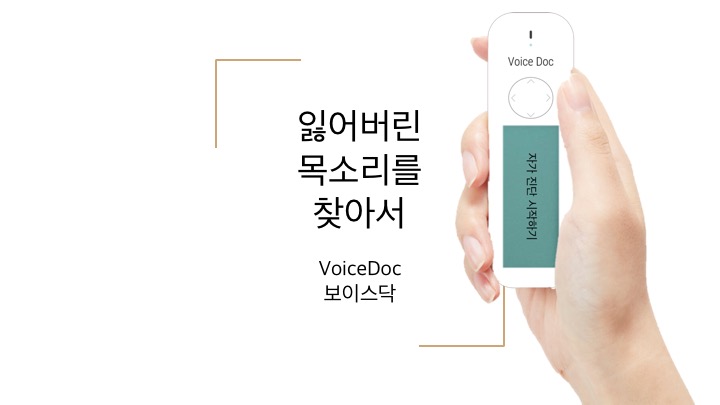 잃어버린
목소리를
찾아서
VoiceDoc
보이스닥
Voice Doc
자가 진단 시작하기